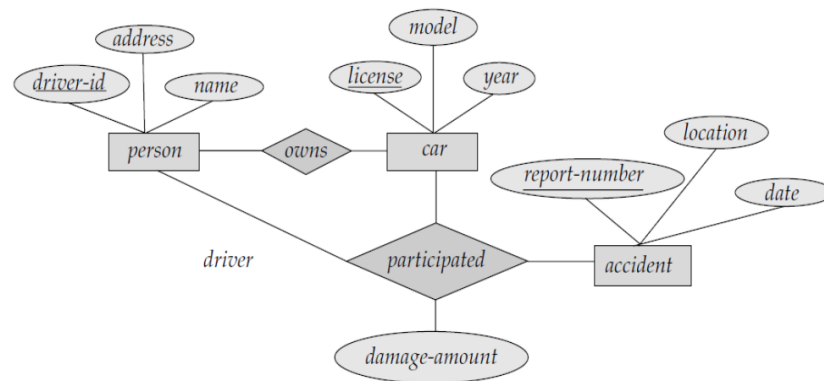 model
address
driver-id
name
license
year
person
owns
car
location
report-number
date
driver
participated
accident
damage-amount